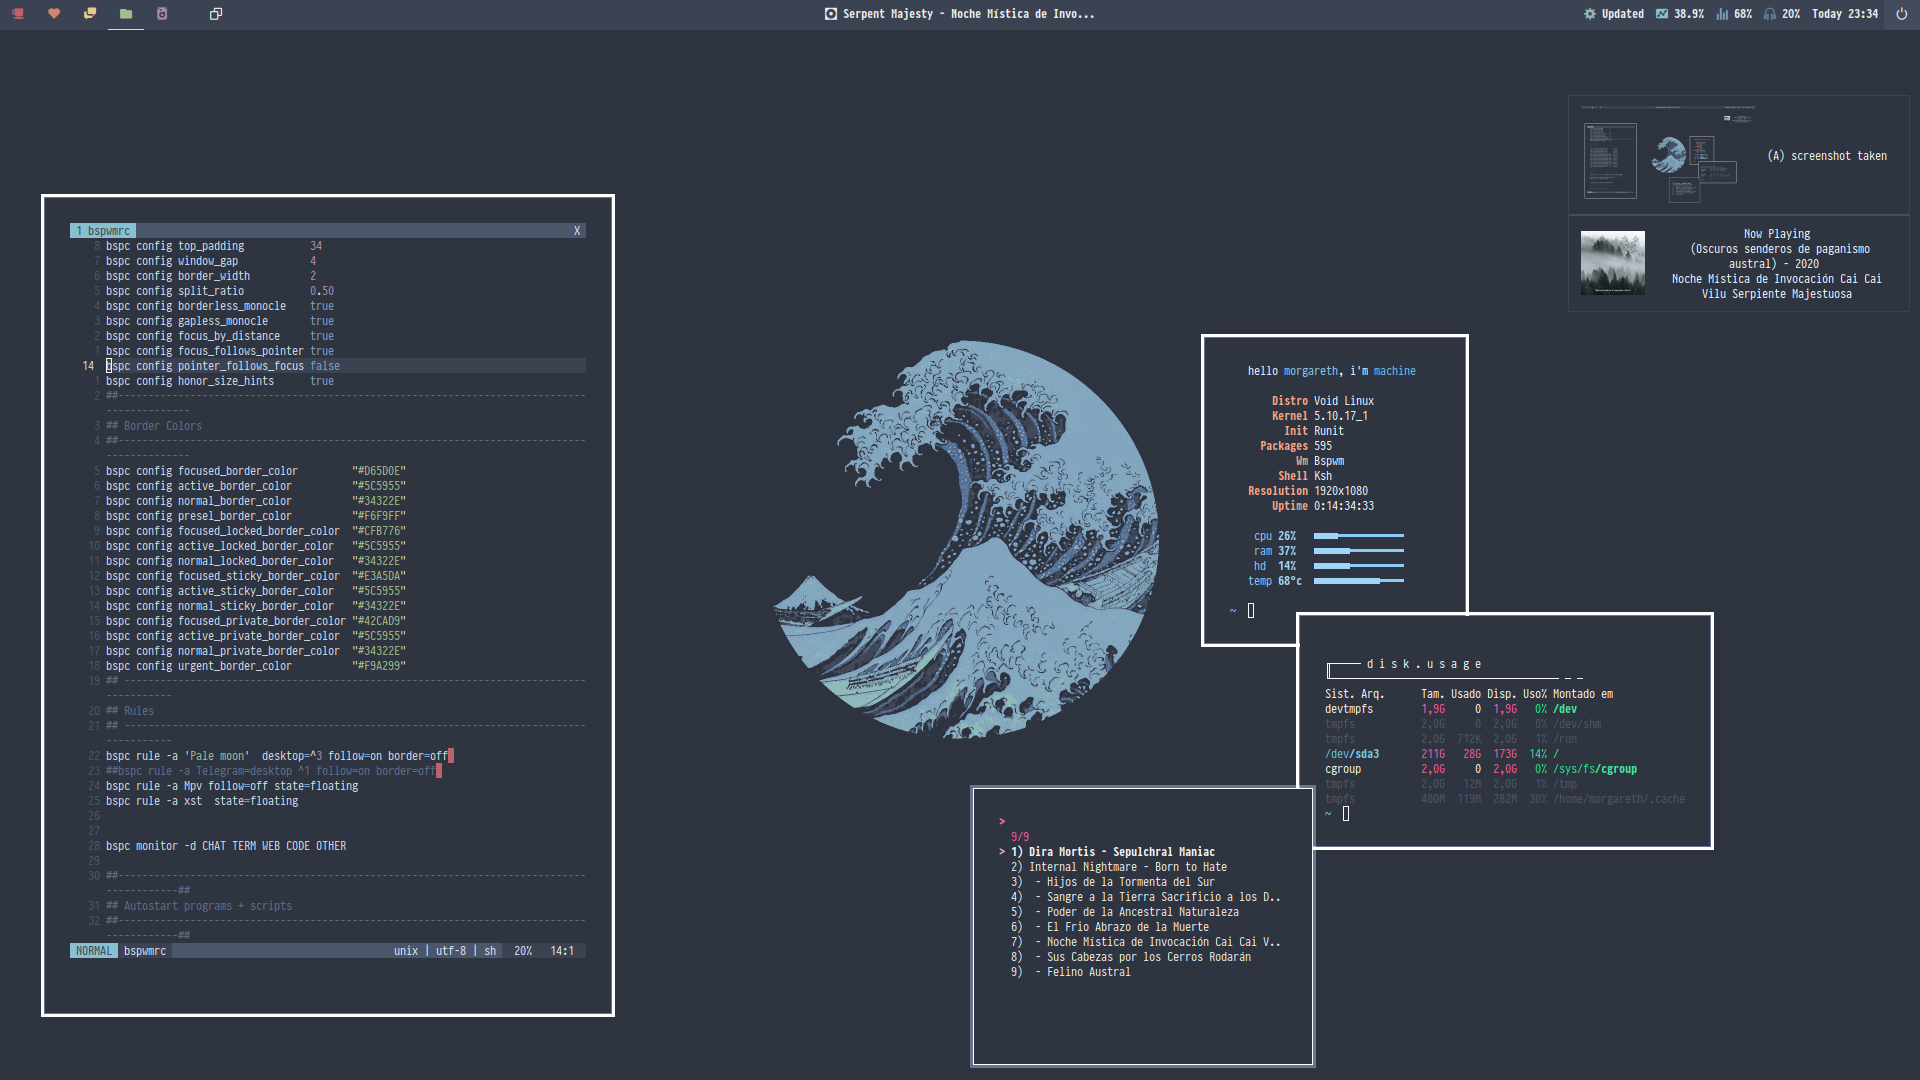 Serpent Majesty - Noche Mística de Invo...
Updated 38.9% 68% 20% Today 23:34
(A) screenshot taken
Now Playing
(Oscuros senderos de paganismo
austral) - 2020
Noche Mística de Invocación Cai Cai
Vilu Serpiente Majestuosa
1 bspwmrc X
8 bspc config top_padding 34
7 bspc config window_gap 4
6 bspc config border_width 2
5 bspc config split_ratio 0.50
4 bspc config borderless_monocle true
3 bspc config gapless_monocle true
2 bspc config focus_by_distance true
1 bspc config focus_follows_pointer true
14 bspc config pointer_follows_focus false
1 bspc config honor_size_hints true
2 ##--------------------------------------------------------------------------------
--------------
3 ## Border Colors
4 ##--------------------------------------------------------------------------------
--------------
5 bspc config focused_border_color "#D65D0E"
6 bspc config active_border_color "#5C5955"
7 bspc config normal_border_color "#34322E"
8 bspc config presel_border_color "#F6F9FF"
9 bspc config focused_locked_border_color "#CFB776"
10 bspc config active_locked_border_color "#5C5955"
11 bspc config normal_locked_border_color "#34322E"
12 bspc config focused_sticky_border_color "#E3A5DA"
13 bspc config active_sticky_border_color "#5C5955"
14 bspc config normal_sticky_border_color "#34322E"
15 bspc config focused_private_border_color "#42CAD9"
16 bspc config active_private_border_color "#5C5955"
17 bspc config normal_private_border_color "#34322E"
18 bspc config urgent_border_color "#F9A299"
19 ## -----------------------------------------------------------------------------
-----------
20 ## Rules
21 ## -----------------------------------------------------------------------------
-----------
22 bspc rule -a 'Pale moon' desktop=^3 follow=on border=off
23 ##bspc rule -a Telegram=desktop ^1 follow=on border=off
24 bspc rule -a Mpv follow=off state=floating
25 bspc rule -a xst state=floating
26
27
28 bspc monitor -d CHAT TERM WEB CODE OTHER
29
30 ##------------------------------------------------------------------------------
------------##
31 ## Autostart programs + scripts
32 ##------------------------------------------------------------------------------
------------##
NORMAL bspwmrc unix | utf-8 | sh 20% 14:1
hello morgareth, i'm machine
Distro Void Linux
Kernel 5.10.17_1
Init Runit
Packages 595
Wm Bspwm
Shell Ksh
Resolution 1920x1080
Uptime 0:14:34:33
cpu 26%
ram 37%
hd 14%
temp 68°c
~
disk.usage
Sist. Arq. Tam. Usado Disp. Uso% Montado em
devtmpfs 1,9G 0 1,9G 0% /dev
tmpfs 2,0G 0 2,0G 0% /dev/shm
tmpfs 2,0G 712K 2,0G 1% /run
/dev/sda3 211G 28G 173G 14% /
cgroup 2,0G 0 2,0G 0% /sys/fs/cgroup
tmpfs 2,0G 12M 2,0G 1% /tmp
tmpfs 400M 119M 282M 30% /home/morgareth/.cache
~
>
9/9
> 1) Dira Mortis - Sepulchral Maniac
2) Internal Nightmare - Born to Hate
3) - Hijos de la Tormenta del Sur
4) - Sangre a la Tierra Sacrificio a los D..
5) - Poder de la Ancestral Naturaleza
6) - El Frio Abrazo de la Muerte
7) - Noche Mística de Invocación Cai Cai V..
8) - Sus Cabezas por los Cerros Rodarán
9) - Felino Austral